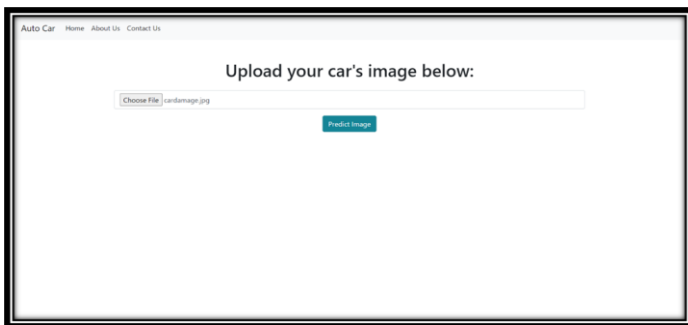 Auto Car Home About Us Contact Us
Upload your car's image below:
Choose File cardamage.jpg
Predict Image